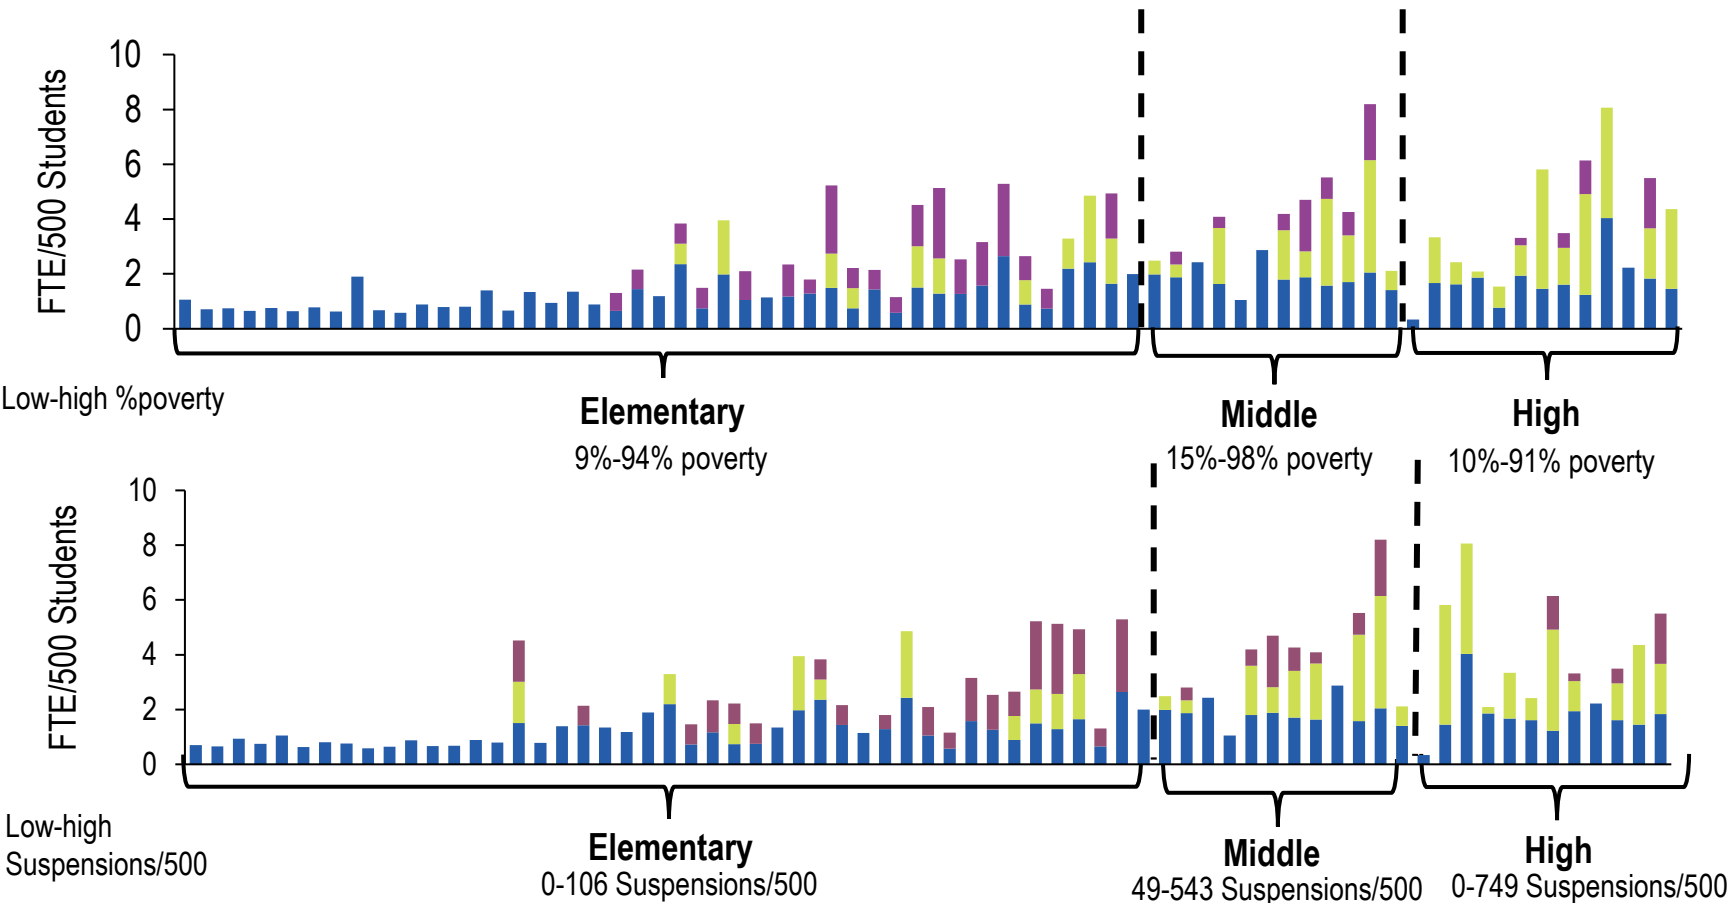 10
8
6
4
2
0
FTE/500 Students
Low-high %poverty
Elementary
9%-94% poverty
Middle
15%-98% poverty
High
10%-91% poverty
10
8
6
4
2
0
FTE/500 Students
Low-high
Suspensions/500
Elementary
0-106 Suspensions/500
Middle
49-543 Suspensions/500
High
0-749 Suspensions/500